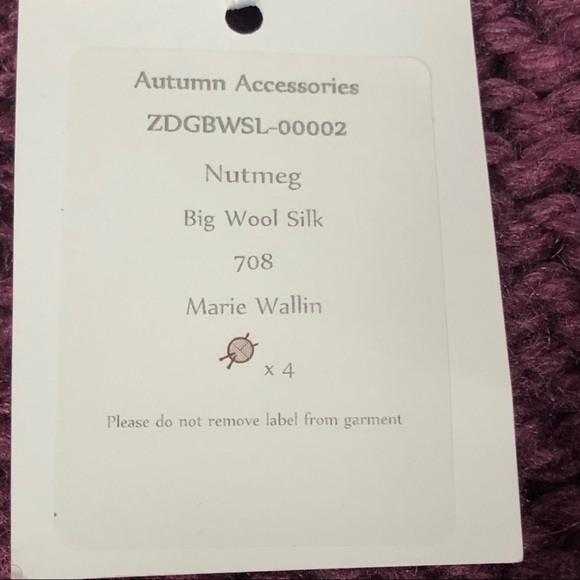 Autumn Accessories
ZDGBWSL-00002
Nutmeg
Big Wool Silk
708
Marie Wallin
x 4
Please do not remove label from garment